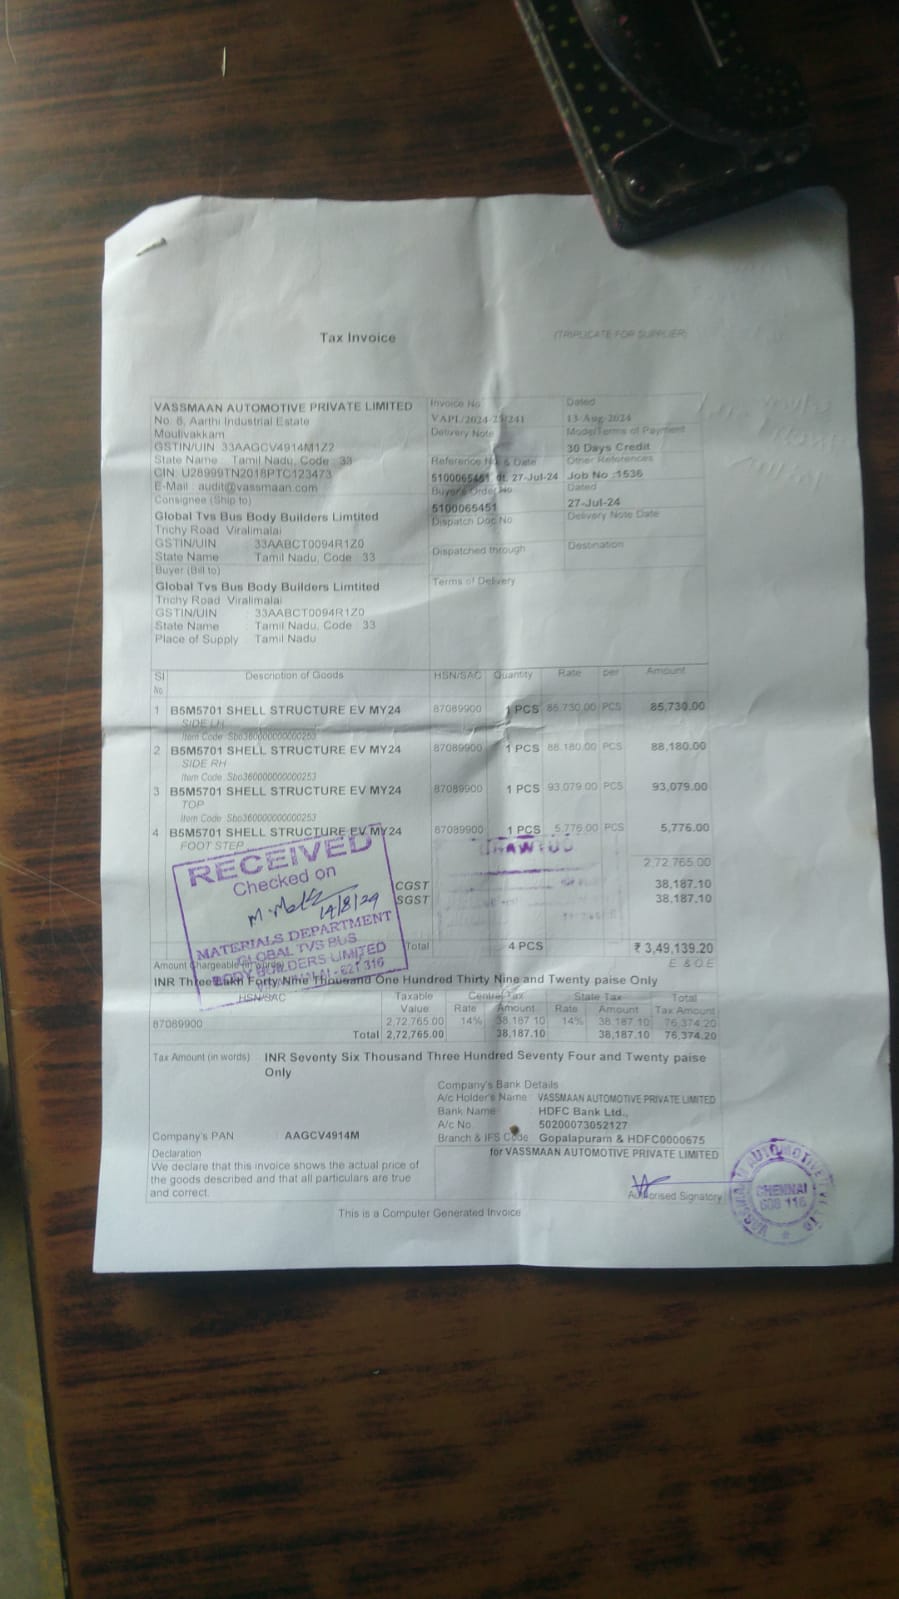 Tax Invoice
(TRIPLICATE FOR SUPPLIER)
VASSMAAN AUTOMOTIVE PRIVATE LIMITED
No. 6, Aarthi Industrial Estate
Moulivakkam
GSTIN/UIN 33AAGCV4914M1Z2
State Name Tamil Nadu, Code : 33
CIN: U28999TN2018PTC123473
E-Mail : audit@vassmaan.com
Invoice No
VAPL/2024-25/241
Dated
13-Aug-2024
Delivery Note
Mode/Terms of Payment
30 Days Credit
Reference No. & Date
5100065451 dt. 27-Jul-24
Other References
Job No :1536
Buyer's Order No
5100065451
Dated
27-Jul-24
Dispatch Doc No
Delivery Note Date
Dispatched through
Destination
Terms of Delivery
Consignee (Ship to)
Global Tvs Bus Body Builders Limtited
Trichy Road Viralimalai
GSTIN/UIN : 33AABCT0094R1Z0
State Name : Tamil Nadu, Code : 33
Buyer (Bill to)
Global Tvs Bus Body Builders Limtited
Trichy Road Viralimalai
GSTIN/UIN : 33AABCT0094R1Z0
State Name : Tamil Nadu, Code : 33
Place of Supply : Tamil Nadu
Sl No. Description of Goods HSN/SAC Quantity Rate per Amount
1 B5M5701 SHELL STRUCTURE EV MY24 87089900 1 PCS 85,730.00 PCS 85,730.00
SIDE LH
Item Code Sbo360000000000253
2 B5M5701 SHELL STRUCTURE EV MY24 87089900 1 PCS 88,180.00 PCS 88,180.00
SIDE RH
Item Code Sbo360000000000253
3 B5M5701 SHELL STRUCTURE EV MY24 87089900 1 PCS 93,079.00 PCS 93,079.00
TOP
Item Code Sbo360000000000253
4 B5M5701 SHELL STRUCTURE EV MY24 87089900 1 PCS 5,776.00 PCS 5,776.00
FOOT STEP
2,72,765.00
CGST 38,187.10
SGST 38,187.10
Total 4 PCS ₹ 3,49,139.20
RECEIVED
Checked on
14/8/24
MATERIALS DEPARTMENT
GLOBAL TVS BUS
BODY BUILDERS LIMITED
621 316
Amount Chargeable (in words) E. & O.E
INR Three Lakh Forty Nine Thousand One Hundred Thirty Nine and Twenty paise Only
HSN/SAC Taxable Value Central Tax State Tax Total Tax Amount
Rate Amount Rate Amount
87089900 2,72,765.00 14% 38,187.10 14% 38,187.10 76,374.20
Total 2,72,765.00 38,187.10 38,187.10 76,374.20
Tax Amount (in words) INR Seventy Six Thousand Three Hundred Seventy Four and Twenty paise
Only
Company's Bank Details
A/c Holder's Name VASSMAAN AUTOMOTIVE PRIVATE LIMITED
Bank Name HDFC Bank Ltd.,
A/c No. 50200073052127
Branch & IFS Code Gopalapuram & HDFC0000675
Company's PAN AAGCV4914M
Declaration
We declare that this invoice shows the actual price of
the goods described and that all particulars are true
and correct.
for VASSMAAN AUTOMOTIVE PRIVATE LIMITED
Authorised Signatory
VASSMAAN AUTOMOTIVE PVT LTD
CHENNAI
600 116
This is a Computer Generated Invoice